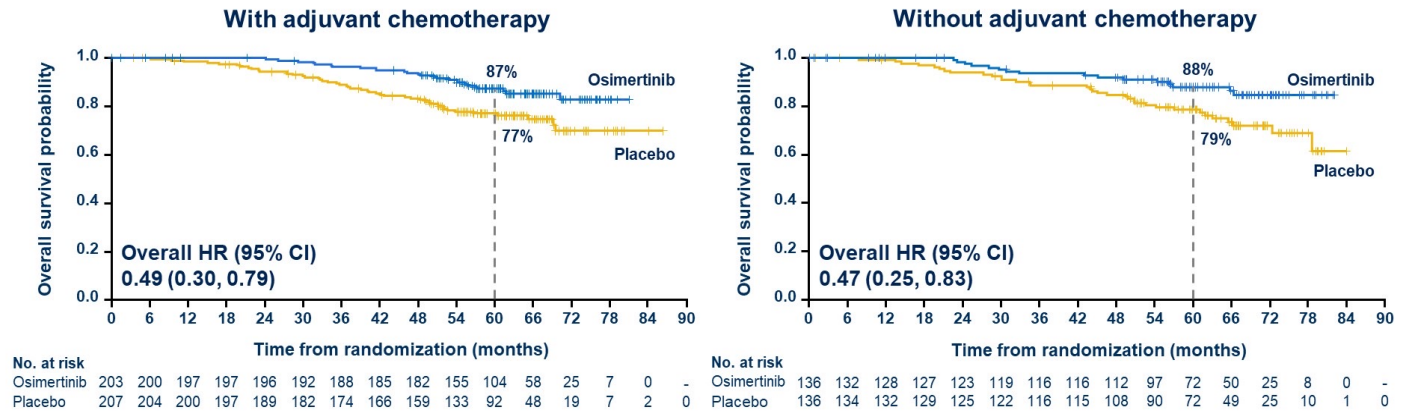 With adjuvant chemotherapy
Overall survival probability
1.0
0.8
0.6
0.4
0.2
0.0
87%
77%
Osimertinib
Placebo
Overall HR (95% CI)
0.49 (0.30, 0.79)
0 6 12 18 24 30 36 42 48 54 60 66 72 78 84 90
Time from randomization (months)
No. at risk
Osimertinib 203 200 197 197 196 192 188 185 182 155 104 58 25 7 0 -
Placebo 207 204 200 197 189 182 174 166 159 133 92 48 19 7 2 0
Without adjuvant chemotherapy
Overall survival probability
1.0
0.8
0.6
0.4
0.2
0.0
88%
79%
Osimertinib
Placebo
Overall HR (95% CI)
0.47 (0.25, 0.83)
0 6 12 18 24 30 36 42 48 54 60 66 72 78 84 90
Time from randomization (months)
No. at risk
Osimertinib 136 132 128 127 123 119 116 116 112 97 72 50 25 8 0 -
Placebo 136 134 132 129 125 122 116 115 108 90 72 49 25 10 1 0